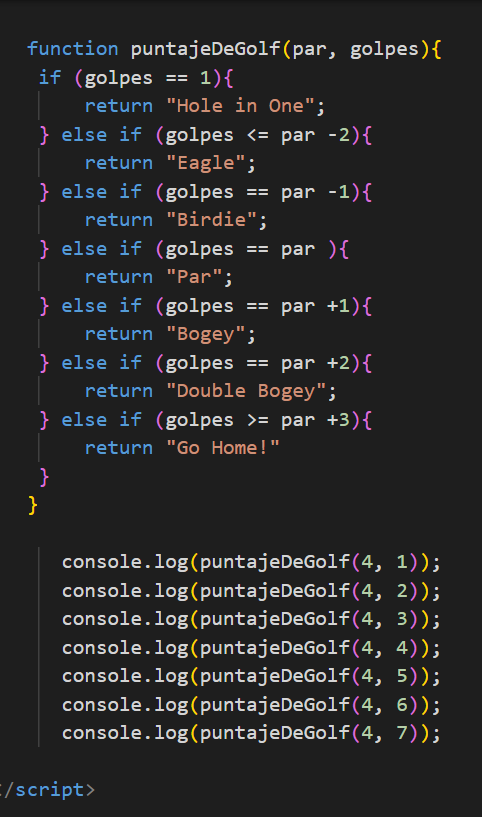 function puntajeDeGolf(par, golpes){
if (golpes == 1){
return "Hole in One";
} else if (golpes <= par -2){
return "Eagle";
} else if (golpes == par -1){
return "Birdie";
} else if (golpes == par ){
return "Par";
} else if (golpes == par +1){
return "Bogey";
} else if (golpes == par +2){
return "Double Bogey";
} else if (golpes >= par +3){
return "Go Home!"
}
}
console.log(puntajeDeGolf(4, 1));
console.log(puntajeDeGolf(4, 2));
console.log(puntajeDeGolf(4, 3));
console.log(puntajeDeGolf(4, 4));
console.log(puntajeDeGolf(4, 5));
console.log(puntajeDeGolf(4, 6));
console.log(puntajeDeGolf(4, 7));
/script>